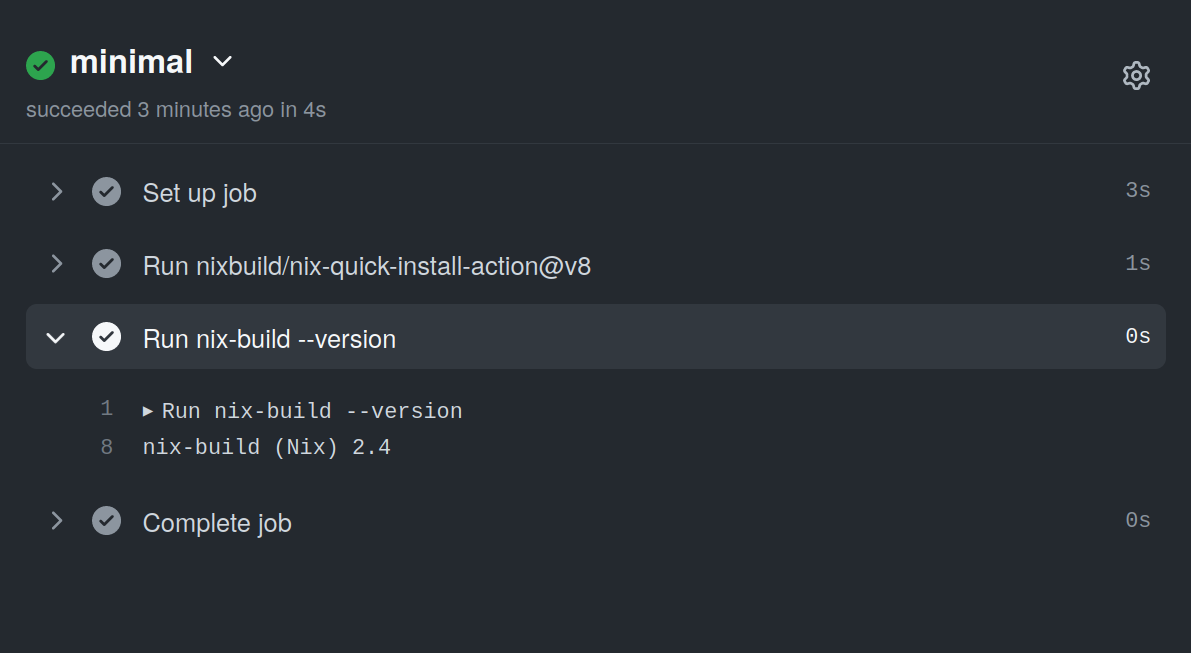 minimal
succeeded 3 minutes ago in 4s
Set up job 3s
Run nixbuild/nix-quick-install-action@v8 1s
Run nix-build --version 0s
1 ▶ Run nix-build --version
8 nix-build (Nix) 2.4
Complete job 0s